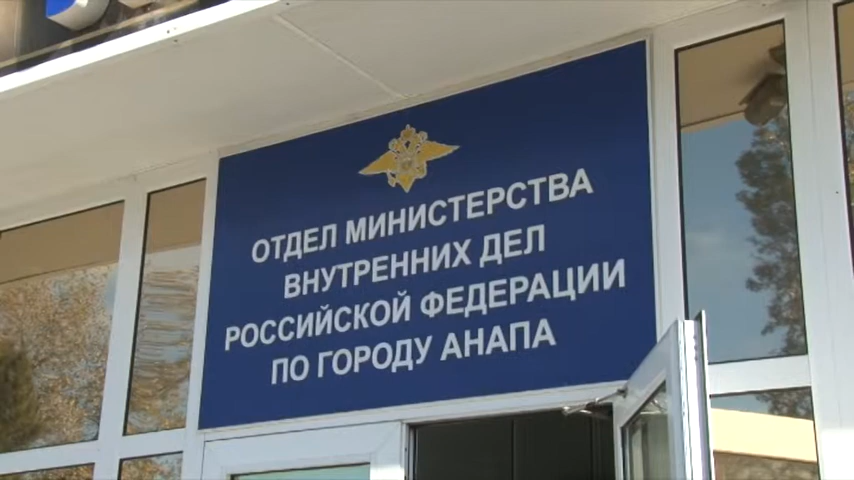 ОТДЕЛ МИНИСТЕРСТВА
ВНУТРЕННИХ ДЕЛ
РОССИЙСКОЙ ФЕДЕРАЦИИ
ПО ГОРОДУ АНАПА